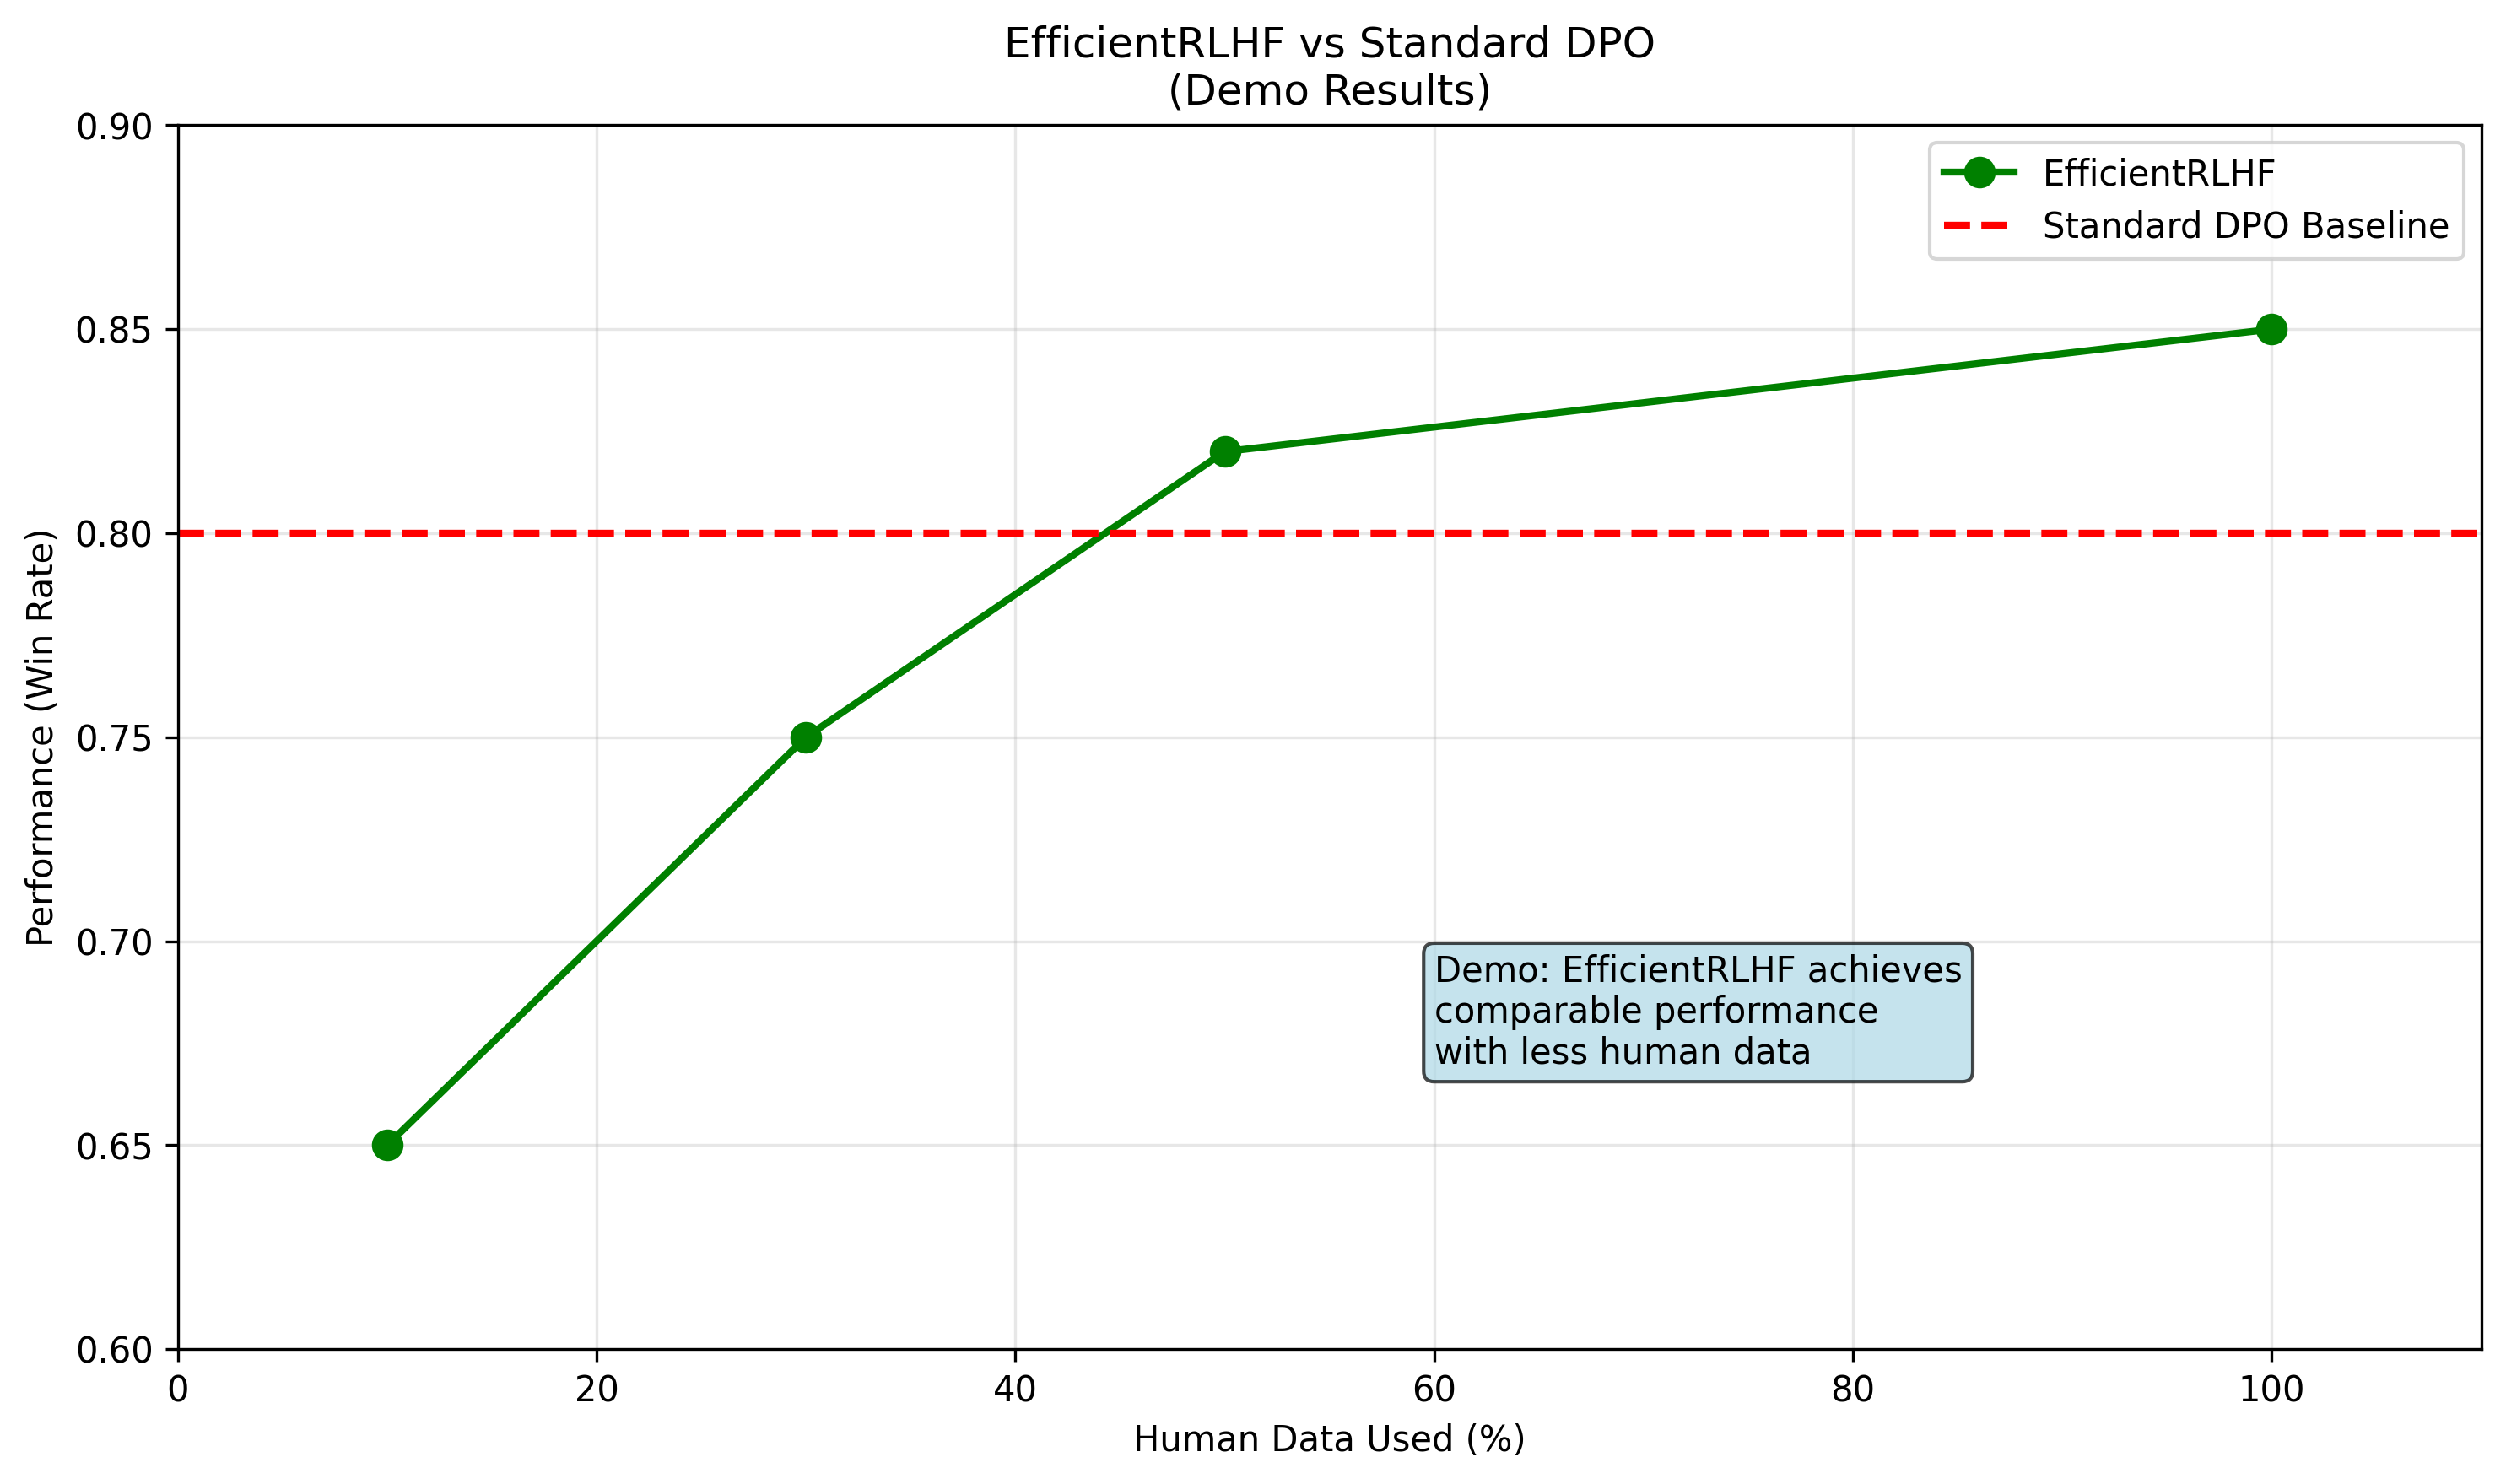 EfficientRLHF vs Standard DPO
(Demo Results)
EfficientRLHF
Standard DPO Baseline
Performance (Win Rate)
0.90
0.85
0.80
0.75
0.70
0.65
0.60
Demo: EfficientRLHF achieves
comparable performance
with less human data
0 20 40 60 80 100
Human Data Used (%)